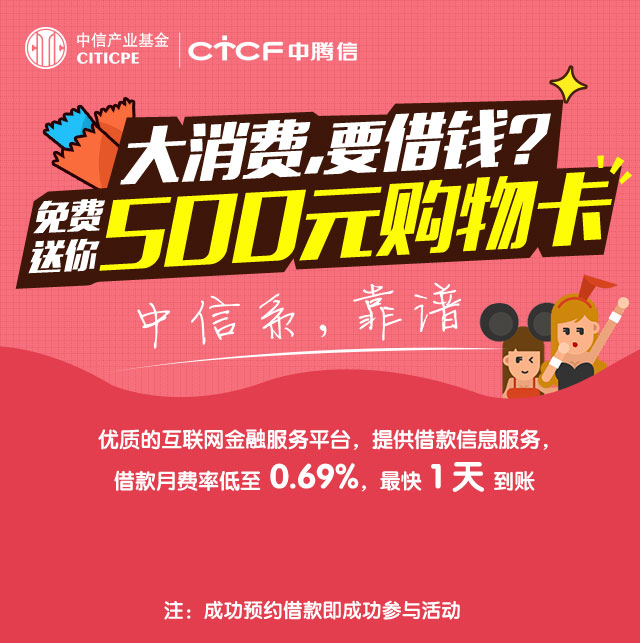 中信产业基金
CITICPE
CTCF中腾信
大消费,要借钱?
免费
送你
500元购物卡
中信系,靠谱
优质的互联网金融服务平台，提供借款信息服务，
借款月费率低至 0.69%，最快 1 天 到账
注：成功预约借款即成功参与活动